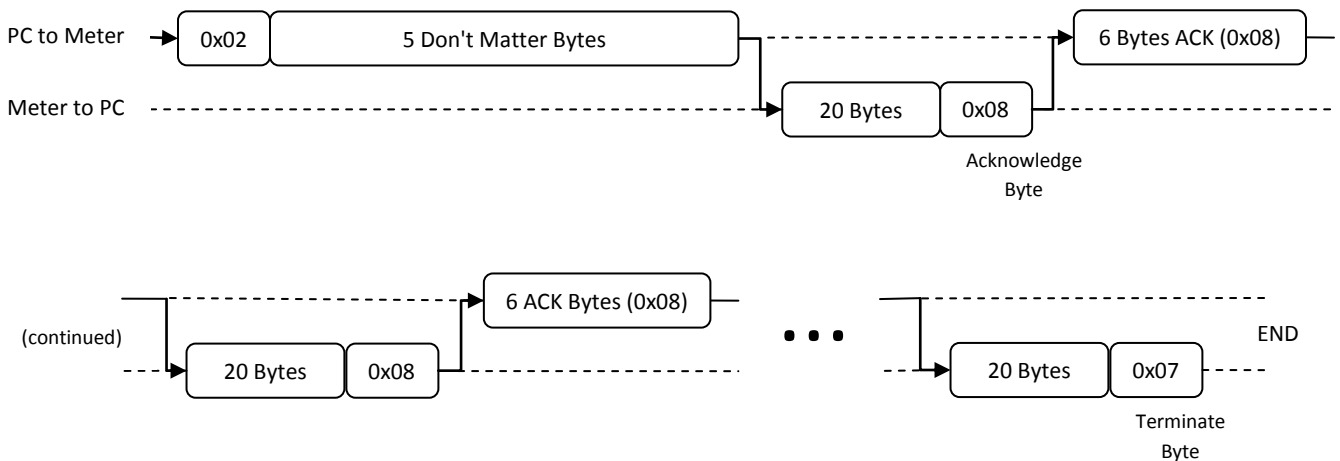 PC to Meter 0x02 5 Don't Matter Bytes 6 Bytes ACK (0x08)
Meter to PC 20 Bytes 0x08
Acknowledge
Byte
6 ACK Bytes (0x08)
(continued) END
20 Bytes 0x08 20 Bytes 0x07
Terminate
Byte